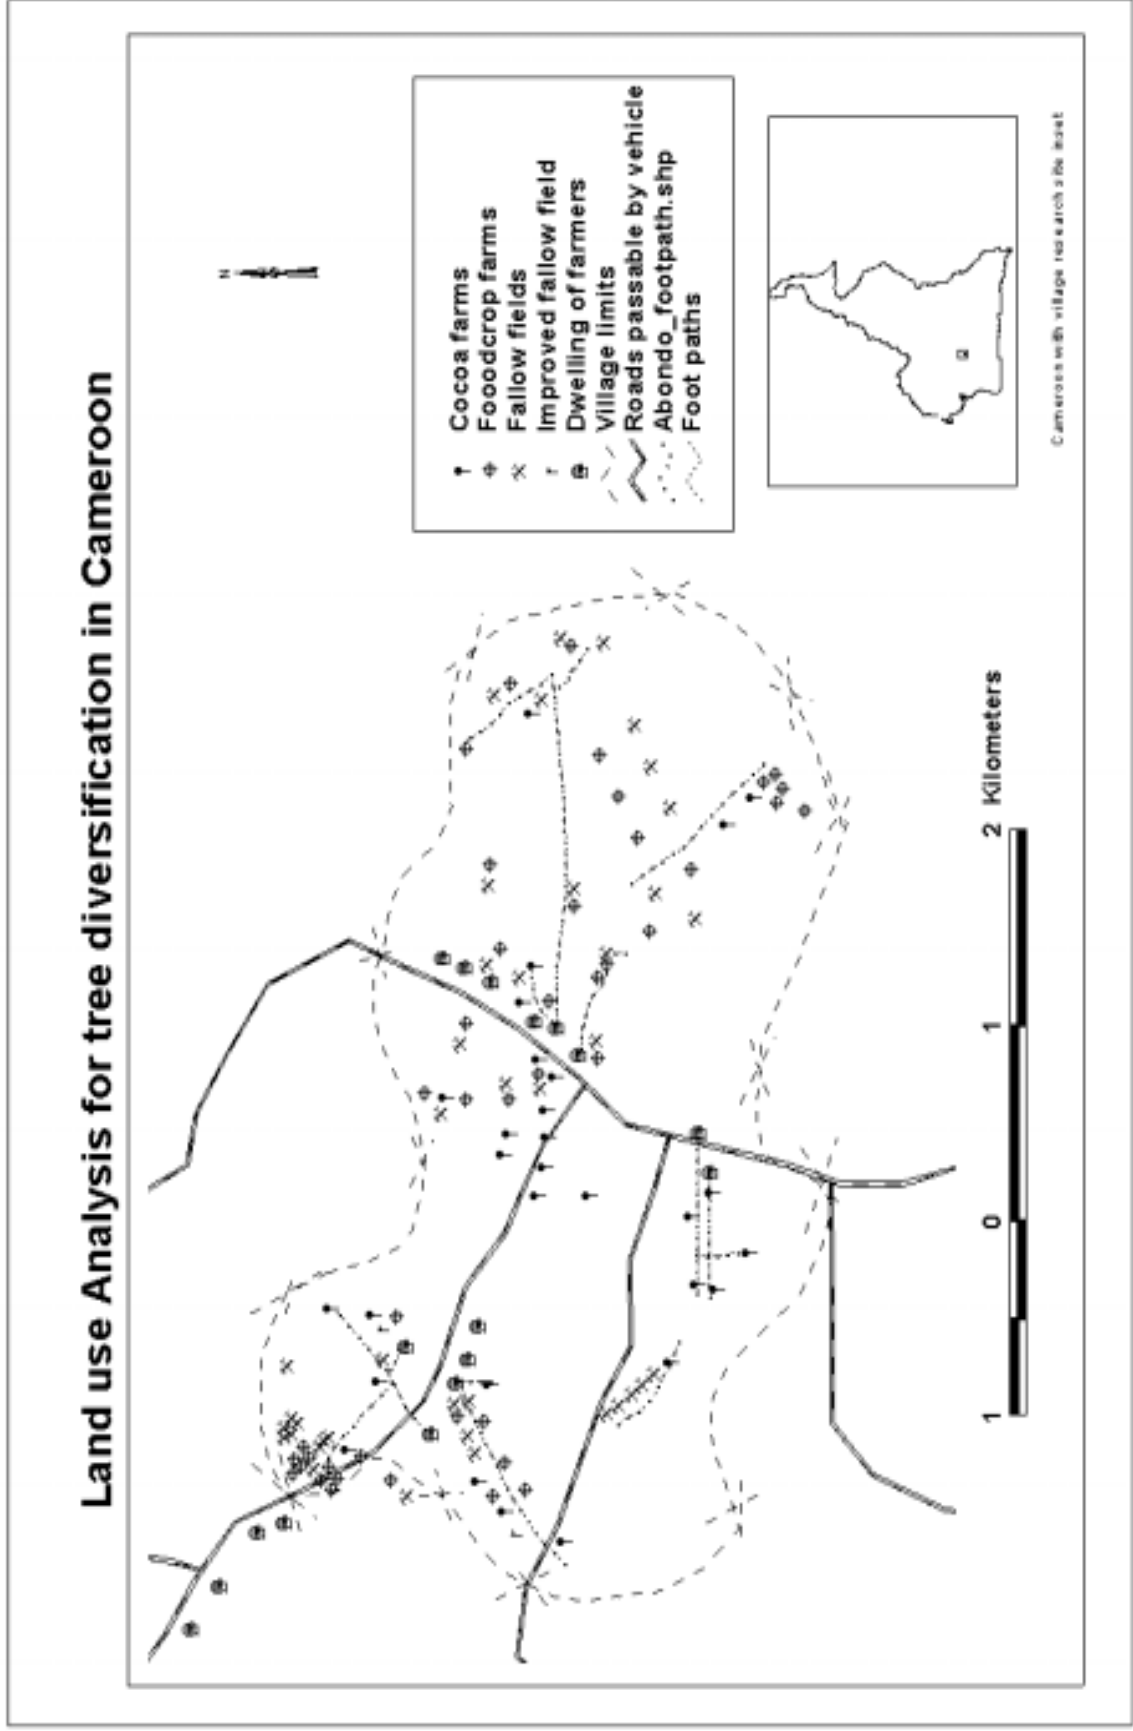 Land use Analysis for tree diversification in Cameroon
N
Cocoa farms
Fooodcrop farms
Fallow fields
Improved fallow field
Dwelling of farmers
Village limits
Roads passable by vehicle
Abondo_footpath.shp
Foot paths
Cameroon with village research site inset
1 0 1 2 Kilometers